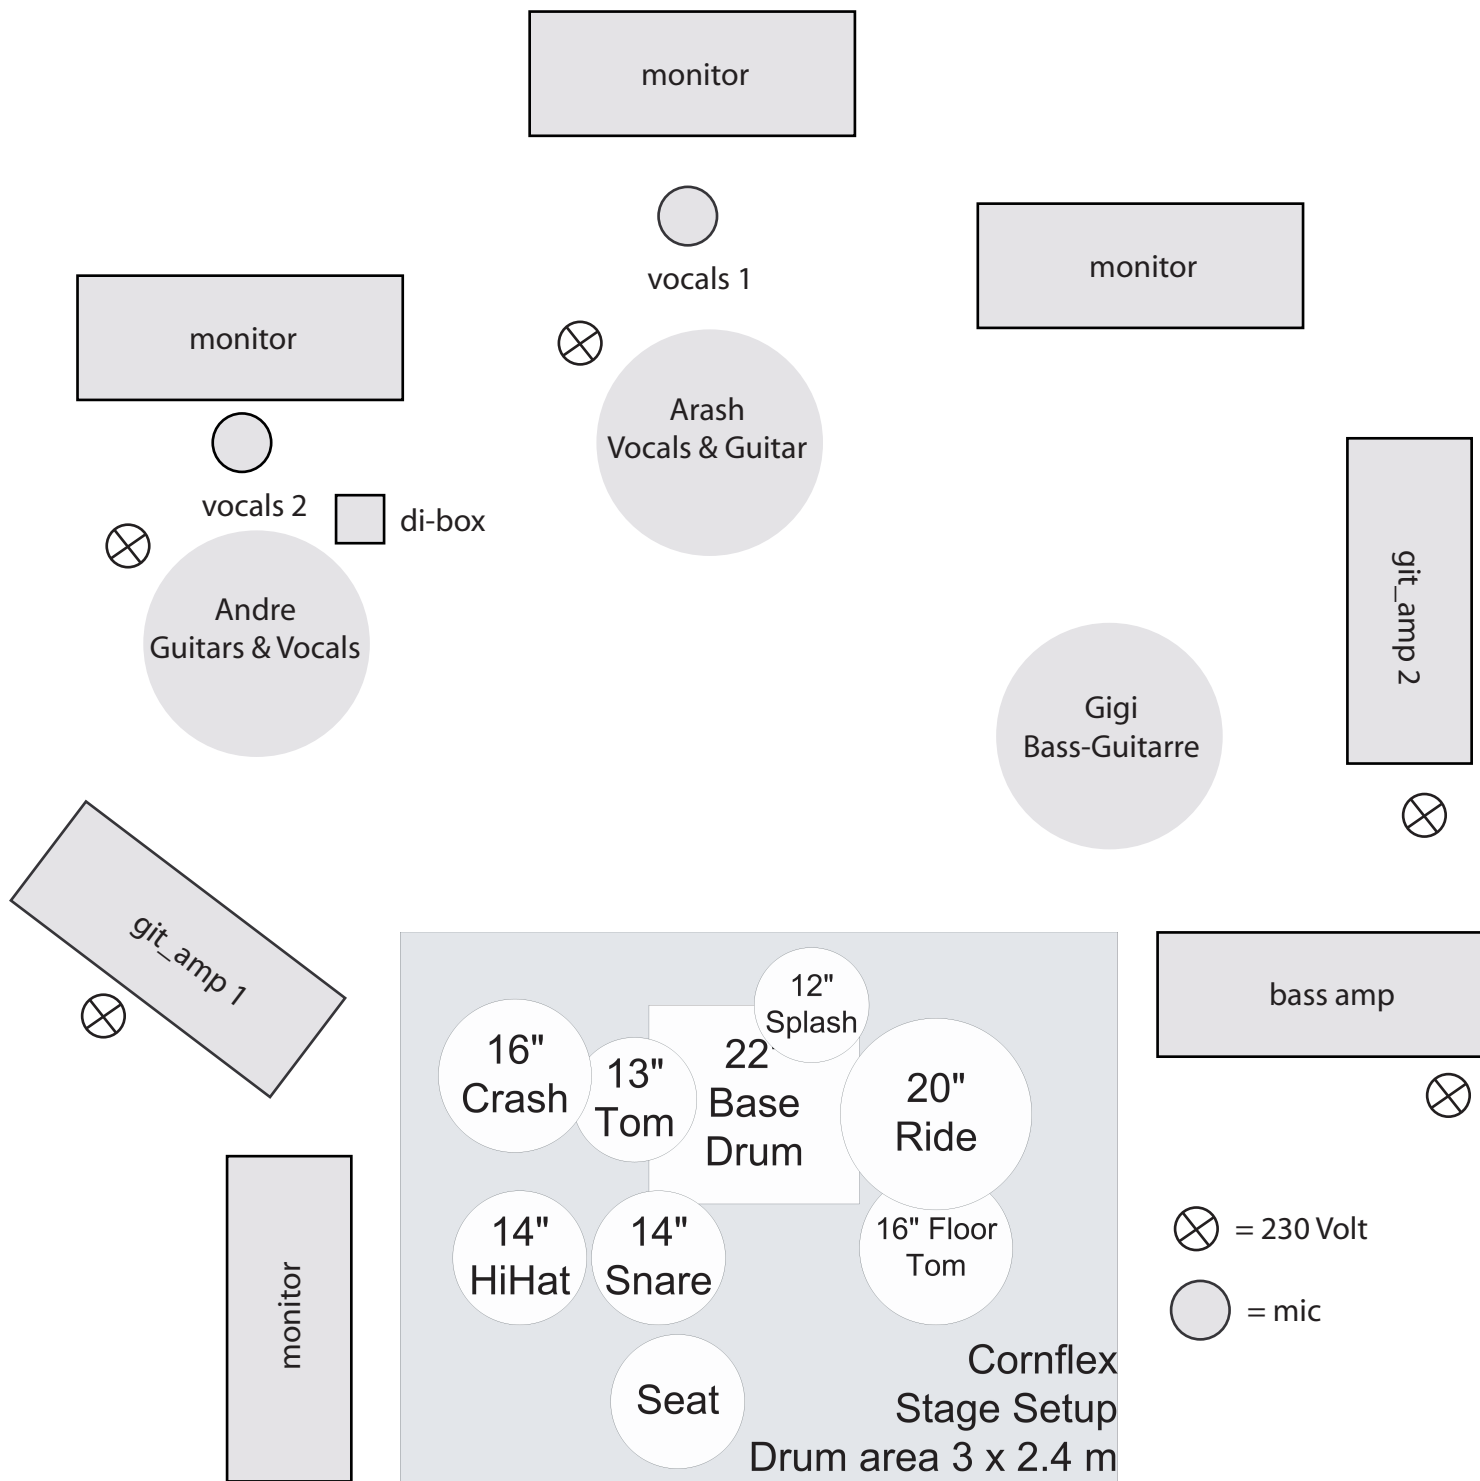 monitor
vocals 1
monitor
monitor
Arash
Vocals & Guitar
vocals 2
di-box
Andre
Guitars & Vocals
git_amp 2
Gigi
Bass-Guitarre
git_amp 1
bass amp
12"
Splash
16"
Crash
13"
Tom
22
Base
Drum
20"
Ride
14"
HiHat
14"
Snare
16" Floor
Tom
= 230 Volt
= mic
monitor
Seat
Cornflex
Stage Setup
Drum area 3 x 2.4 m